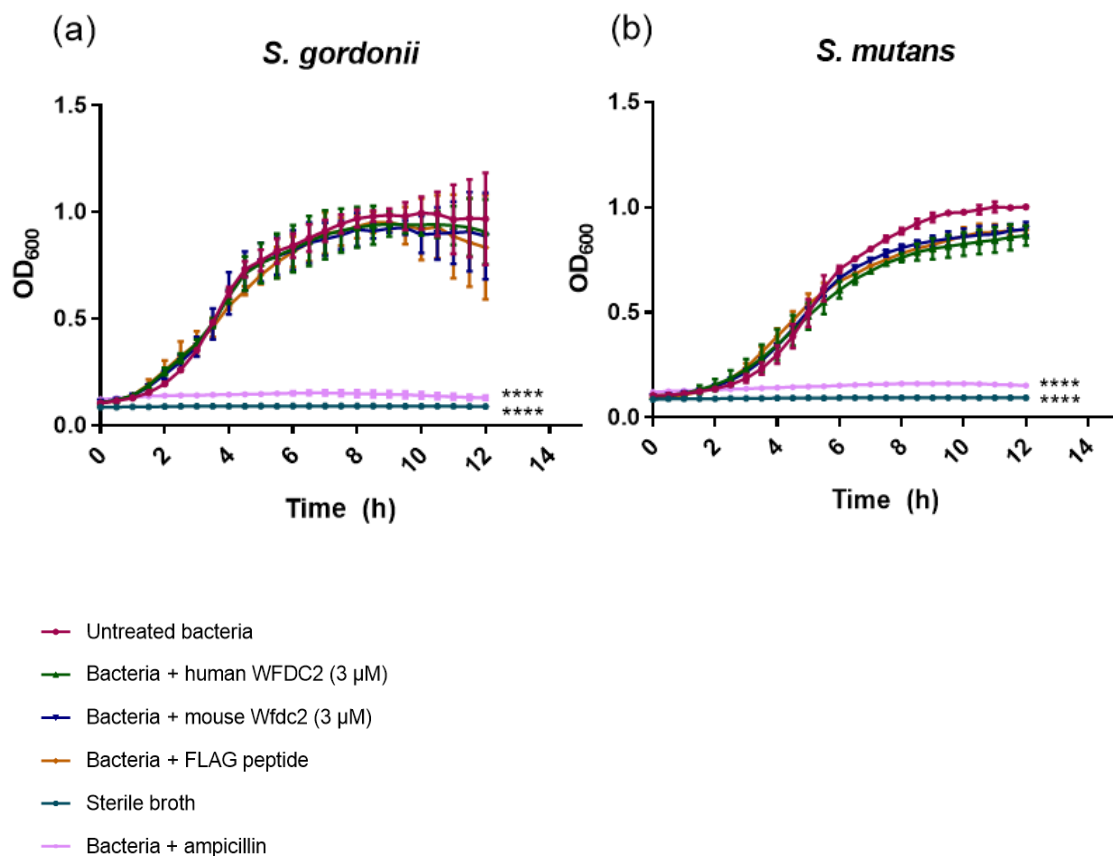 (a)
S. gordonii
1.5
1.0
0.5
0.0
OD600
0 2 4 6 8 10 12 14
Time (h)
****
****
(b)
S. mutans
1.5
1.0
0.5
0.0
OD600
0 2 4 6 8 10 12 14
Time (h)
****
****
Untreated bacteria
Bacteria + human WFDC2 (3 µM)
Bacteria + mouse Wfdc2 (3 µM)
Bacteria + FLAG peptide
Sterile broth
Bacteria + ampicillin